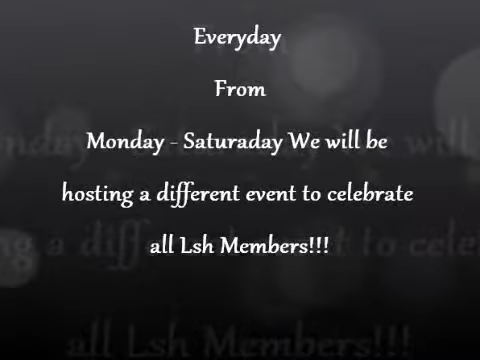 Everyday
From
Monday - Saturaday We will be
hosting a different event to celebrate
all Lsh Members!!!